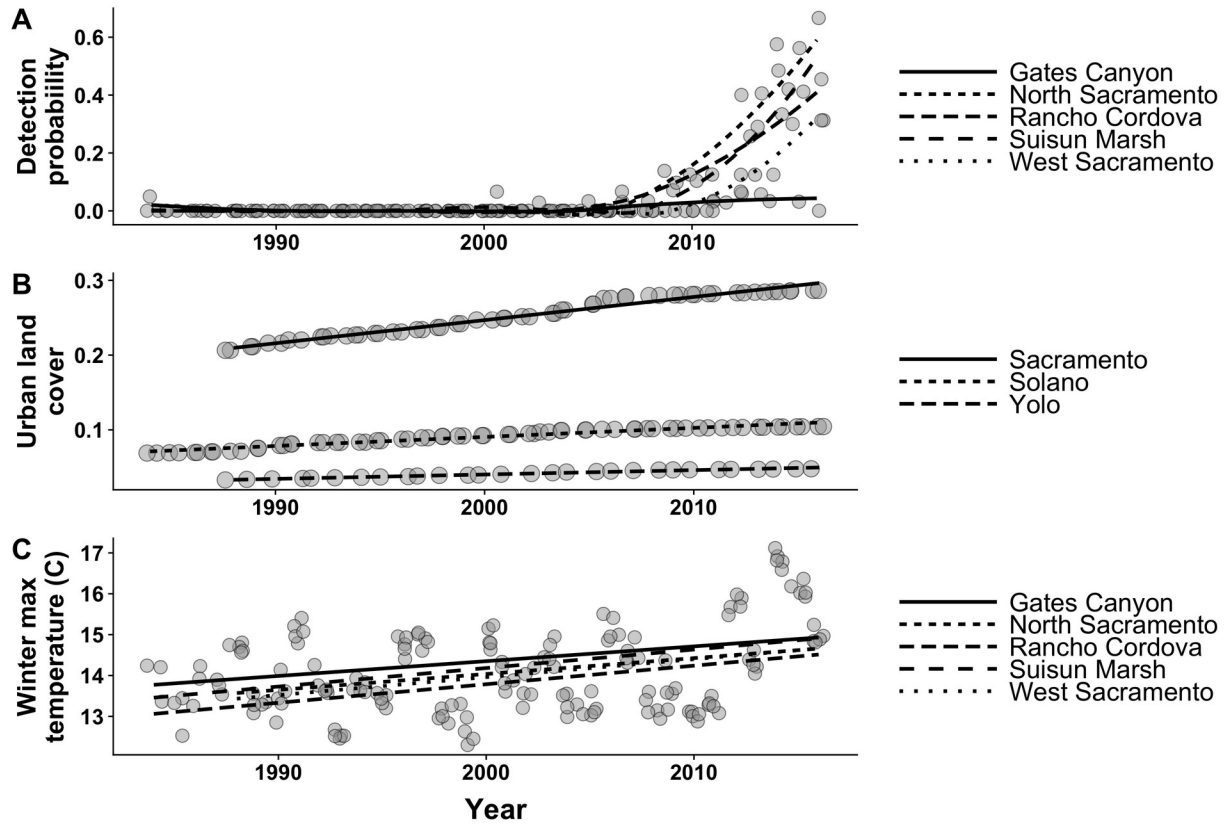 A
Detection
probability
0.6
0.4
0.2
0.0
1990 2000 2010
Gates Canyon
North Sacramento
Rancho Cordova
Suisun Marsh
West Sacramento
B
Urban land
cover
0.3
0.2
0.1
1990 2000 2010
Sacramento
Solano
Yolo
C
Winter max
temperature (C)
17
16
15
14
13
1990 2000 2010
Year
Gates Canyon
North Sacramento
Rancho Cordova
Suisun Marsh
West Sacramento